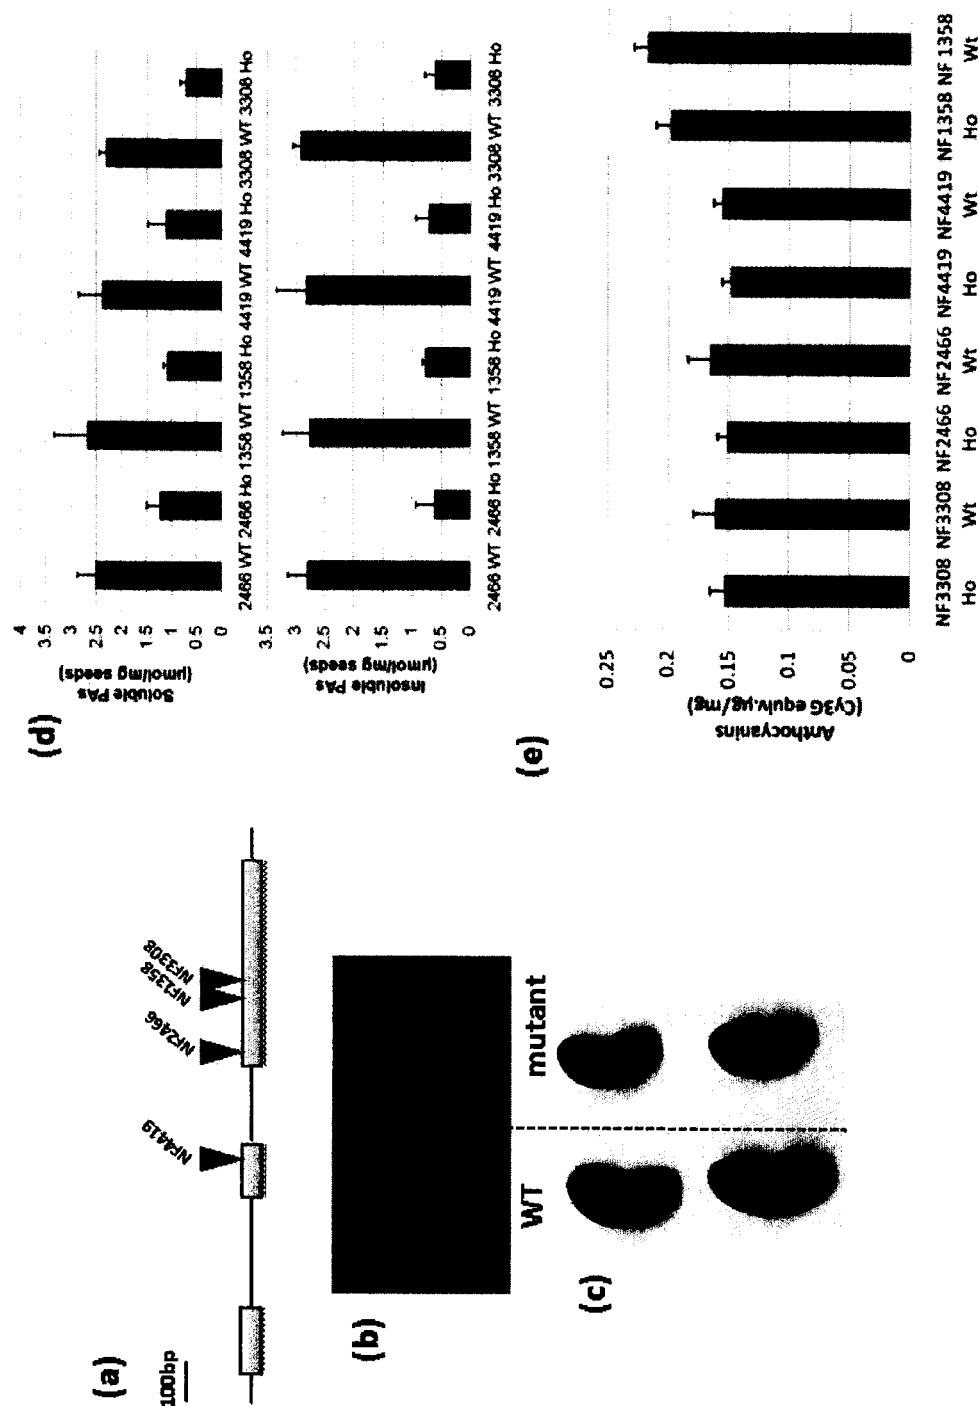 (a)
100bp
NF4419
NF2466
NF1358
NF3308
(b)
(c)
WT
mutant
(d)
Soluble PAs
(µmol/mg seeds)
4
3.5
3
2.5
2
1.5
1
0.5
0
2466 WT 2466 Ho 1358 WT 1358 Ho 4419 WT 4419 Ho 3308 WT 3308 Ho
Insoluble PAs
(µmol/mg seeds)
3.5
3
2.5
2
1.5
1
0.5
0
2466 WT 2466 Ho 1358 WT 1358 Ho 4419 WT 4419 Ho 3308 WT 3308 Ho
(e)
Anthocyanins
(Cy3G equiv.µg/mg)
0.25
0.2
0.15
0.1
0.05
0
NF3308 NF3308 NF2466 NF2466 NF4419 NF4419 NF1358 NF 1358
Ho Wt Ho Wt Ho Wt Ho Wt